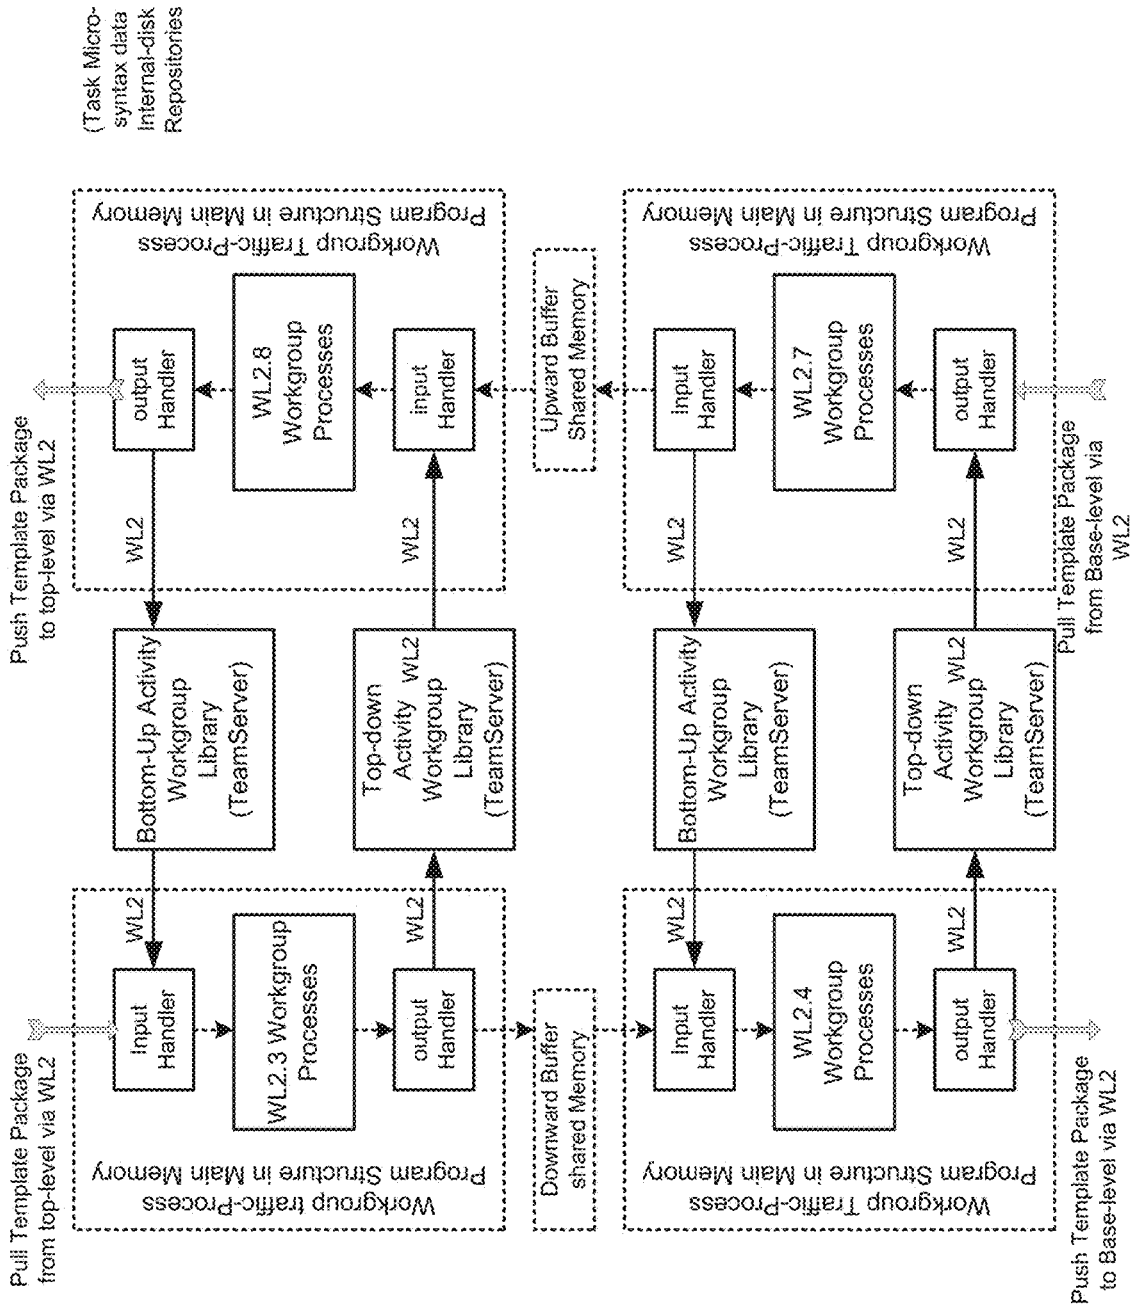 Pull Template Package
from top-level via WL2
Push Template Package
to top-level via WL2
(Task Micro-
syntax data
Internal-disk
Repositories
Workgroup traffic-Process
Program Structure in Main Memory
Input
Handler
WL2.3 Workgroup
Processes
output
Handler
WL2
WL2
Bottom-Up Activity
Workgroup
Library
(TeamServer)
Top-down
Activity WL2
Workgroup
Library
(TeamServer)
WL2
WL2
output
Handler
WL2.8
Workgroup
Processes
input
Handler
Workgroup Traffic-Process
Program Structure in Main Memory
Downward Buffer
shared Memory
Upward Buffer
Shared Memory
Workgroup Traffic-Process
Program Structure in Main Memory
Input
Handler
WL2.4
Workgroup
Processes
output
Handler
WL2
WL2
Bottom-Up Activity
Workgroup
Library
(TeamServer)
Top-down
Activity WL2
Workgroup
Library
(TeamServer)
WL2
WL2
Input
Handler
WL2.7
Workgroup
Processes
output
Handler
Workgroup Traffic-Process
Program Structure in Main Memory
Push Template Package
to Base-level via WL2
Pull Template Package
from Base-level via
WL2